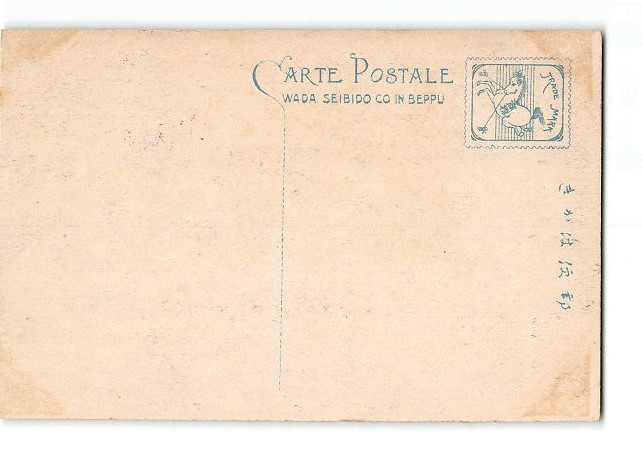 CARTE POSTALE
WADA SEIBIDO CO IN BEPPU
TRADE MARK
きかは便郵